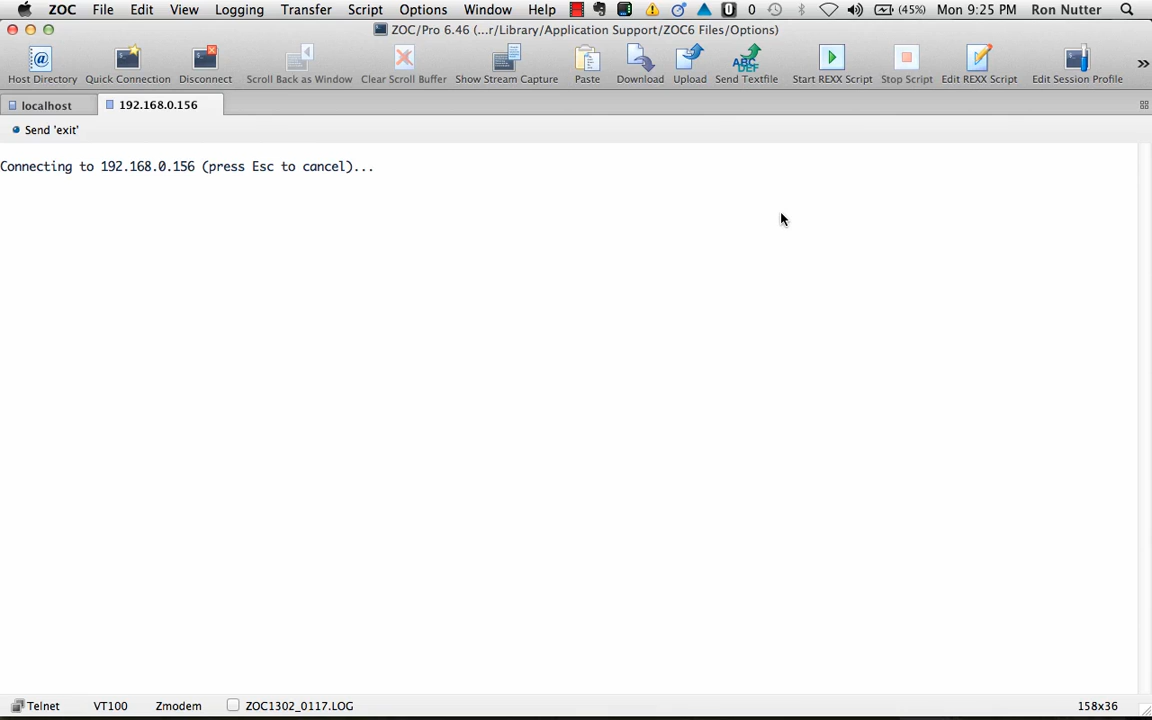 ZOC File Edit View Logging Transfer Script Options Window Help 0 (45%) Mon 9:25 PM Ron Nutter
ZOC/Pro 6.46 (...r/Library/Application Support/ZOC6 Files/Options)
Host Directory Quick Connection Disconnect Scroll Back as Window Clear Scroll Buffer Show Stream Capture Paste Download Upload Send Textfile Start REXX Script Stop Script Edit REXX Script Edit Session Profile
localhost 192.168.0.156
Send 'exit'
Connecting to 192.168.0.156 (press Esc to cancel)...
Telnet VT100 Zmodem ZOC1302_0117.LOG 158x36